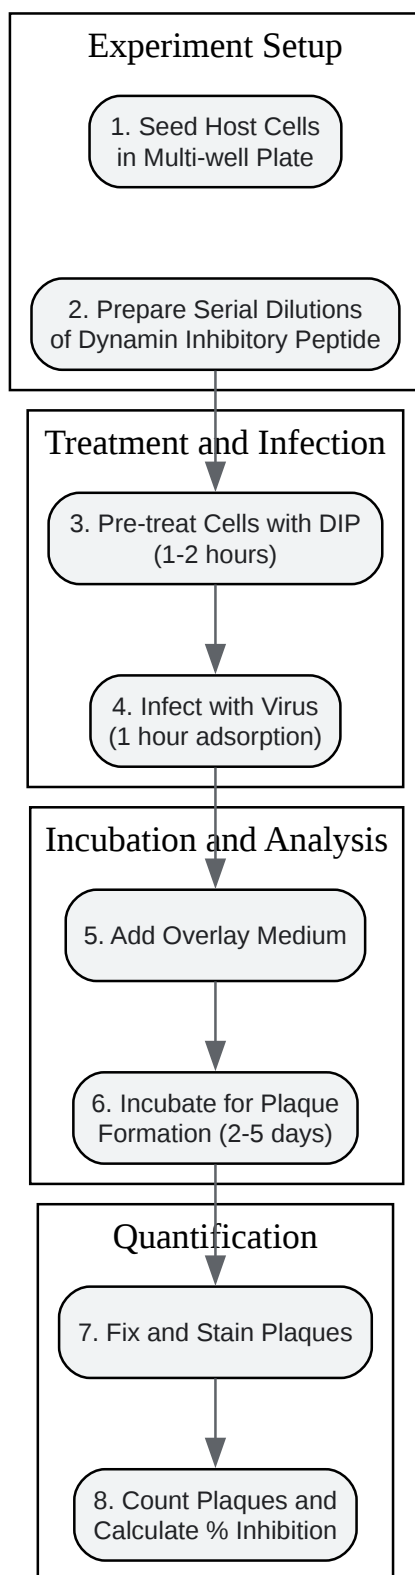 Experiment Setup
1. Seed Host Cells
in Multi-well Plate
2. Prepare Serial Dilutions
of Dynamin Inhibitory Peptide
Treatment and Infection
3. Pre-treat Cells with DIP
(1-2 hours)
4. Infect with Virus
(1 hour adsorption)
Incubation and Analysis
5. Add Overlay Medium
6. Incubate for Plaque
Formation (2-5 days)
Quantification
7. Fix and Stain Plaques
8. Count Plaques and
Calculate % Inhibition